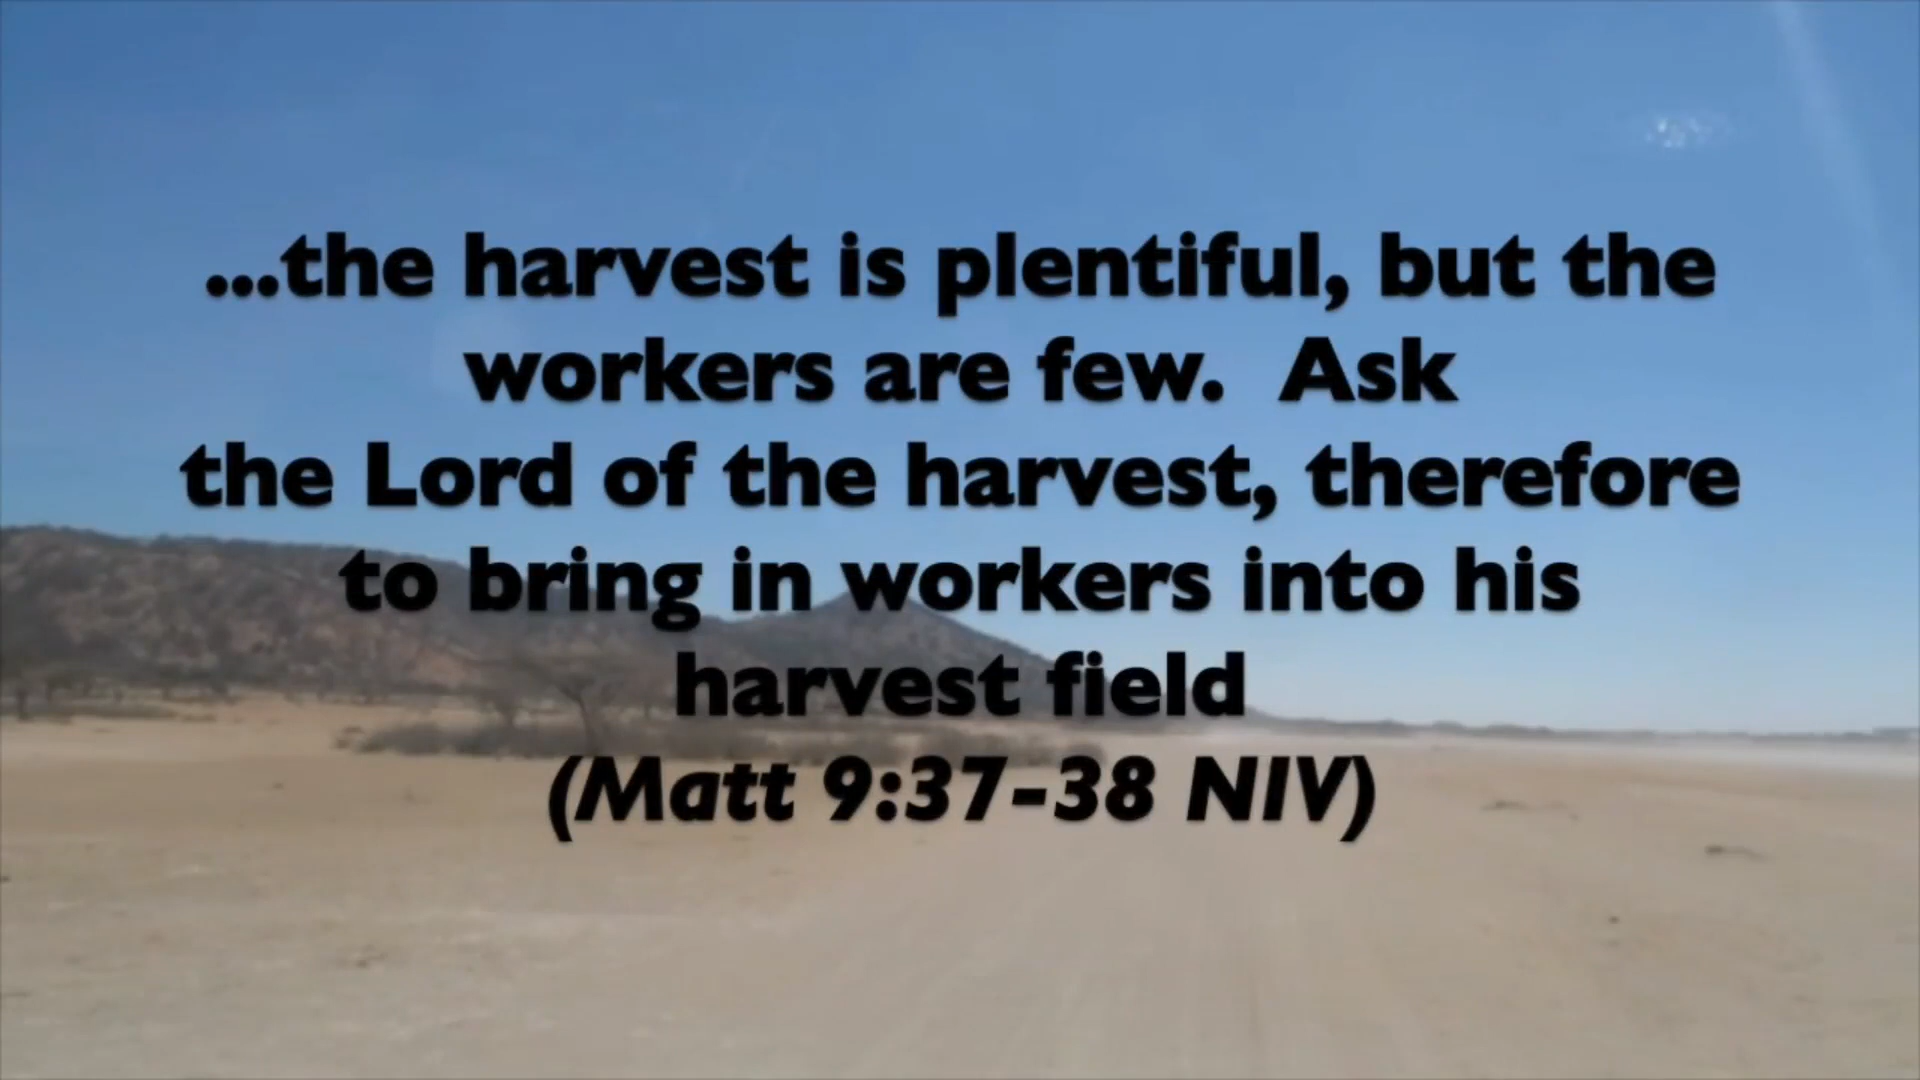 ...the harvest is plentiful, but the
workers are few.  Ask
the Lord of the harvest, therefore
to bring in workers into his
harvest field
(Matt 9:37-38 NIV)